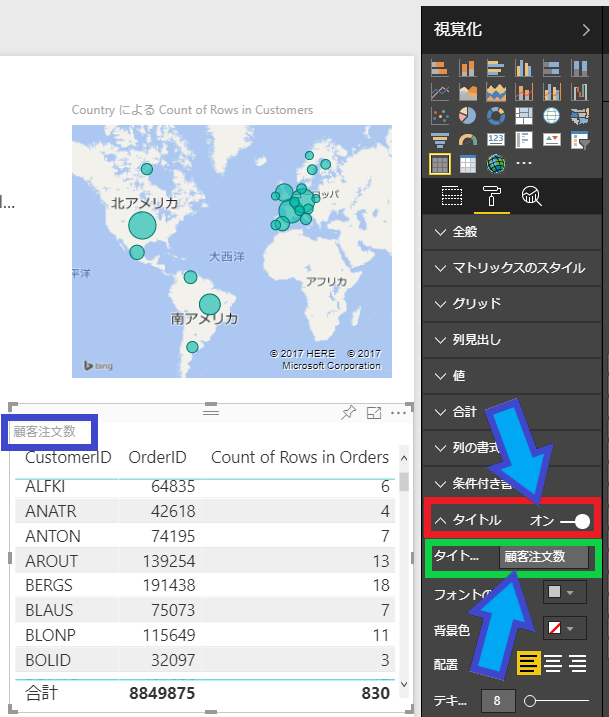 視覚化
Country による Count of Rows in Customers
北アメリカ
ロッパ
大西洋
平洋
アフリカ
南アメリカ
© 2017 HERE © 2017
Microsoft Corporation
bing
...
顧客注文数
CustomerID OrderID Count of Rows in Orders
ALFKI 64835 6
ANATR 42618 4
ANTON 74195 7
AROUT 139254 13
BERGS 191438 18
BLAUS 75073 7
BLONP 115649 11
BOLID 32097 3
合計 8849875 830
123
全般
マトリックスのスタイル
グリッド
列見出し
値
合計
列の書式
条件付き書
タイトル オン
タイト... 顧客注文数
フォントの
背景色
配置
テキ... 8